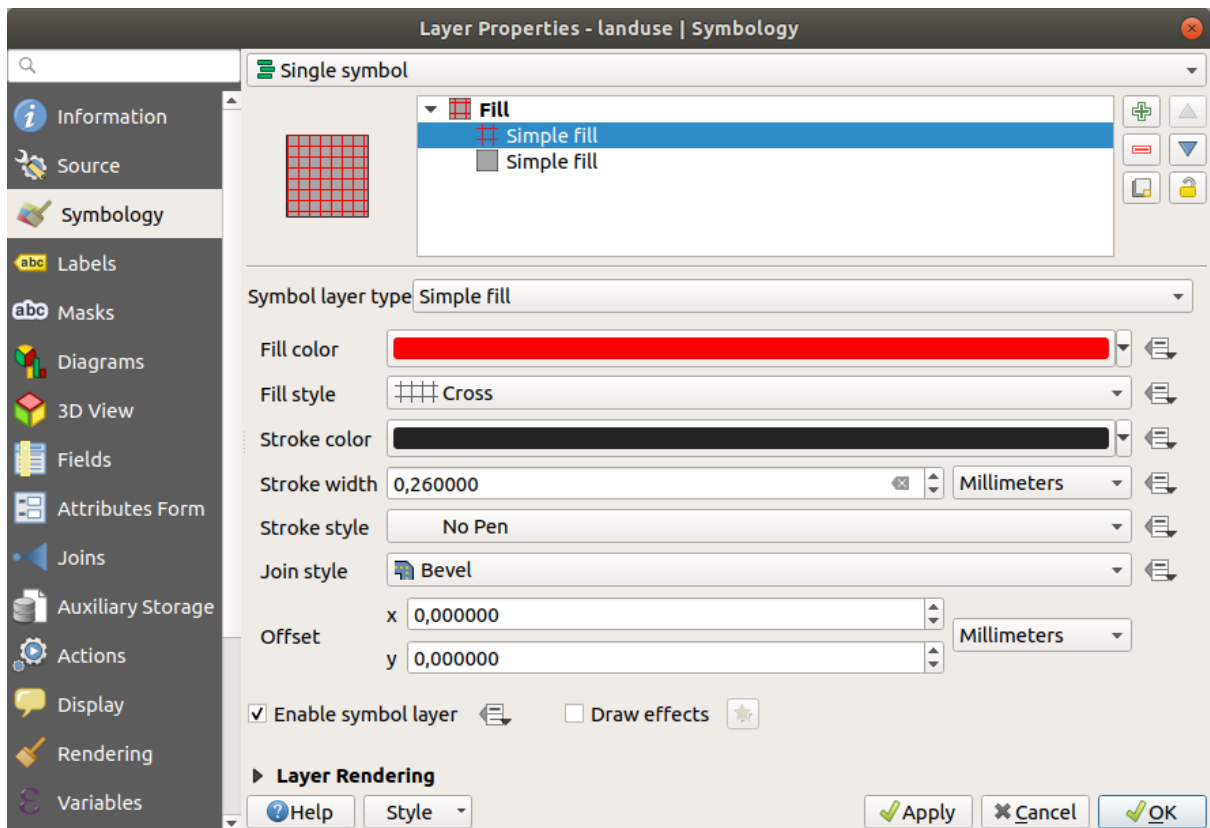 Layer Properties - landuse | Symbology
Information
Source
Symbology
abc Labels
abc Masks
Diagrams
3D View
Fields
Attributes Form
Joins
Auxiliary Storage
Actions
Display
Rendering
Variables
Single symbol
Fill
Simple fill
Simple fill
Symbol layer type Simple fill
Fill color
Fill style Cross
Stroke color
Stroke width 0,260000 Millimeters
Stroke style No Pen
Join style Bevel
Offset x 0,000000 Millimeters
y 0,000000
Enable symbol layer Draw effects
Layer Rendering
Help Style Apply Cancel OK